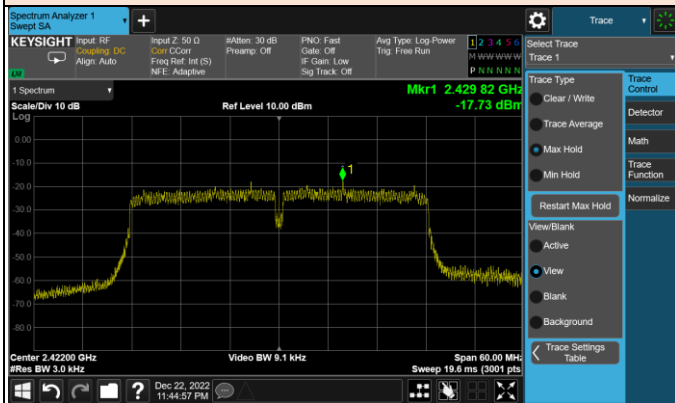 Spectrum Analyzer 1
Swept SA
+
Trace
KEYSIGHT
Input: RF
Coupling: DC
Align: Auto
Input Z: 50 Ω
Corr CCorr
Freq Ref: Int (S)
NFE: Adaptive
#Atten: 30 dB
Preamp: Off
PNO: Fast
Gate: Off
IF Gain: Low
Sig Track: Off
Avg Type: Log-Power
Trig: Free Run
1 2 3 4 5 6
M W W W W W
P N N N N N
LXI
Select Trace
Trace 1
1 Spectrum
Mkr1 2.429 82 GHz
-17.73 dBm
Scale/Div 10 dB
Ref Level 10.00 dBm
Log
0.00
-10.0
-20.0
-30.0
-40.0
-50.0
-60.0
-70.0
-80.0
1
Center 2.42200 GHz
#Res BW 3.0 kHz
Video BW 9.1 kHz
Span 60.00 MHz
Sweep 19.6 ms (3001 pts)
Trace Type
Clear / Write
Trace Average
Max Hold
Min Hold
Restart Max Hold
View/Blank
Active
View
Blank
Background
Trace Settings
Table
Trace
Control
Detector
Math
Trace
Function
Normalize
?
Dec 22, 2022
11:44:57 PM